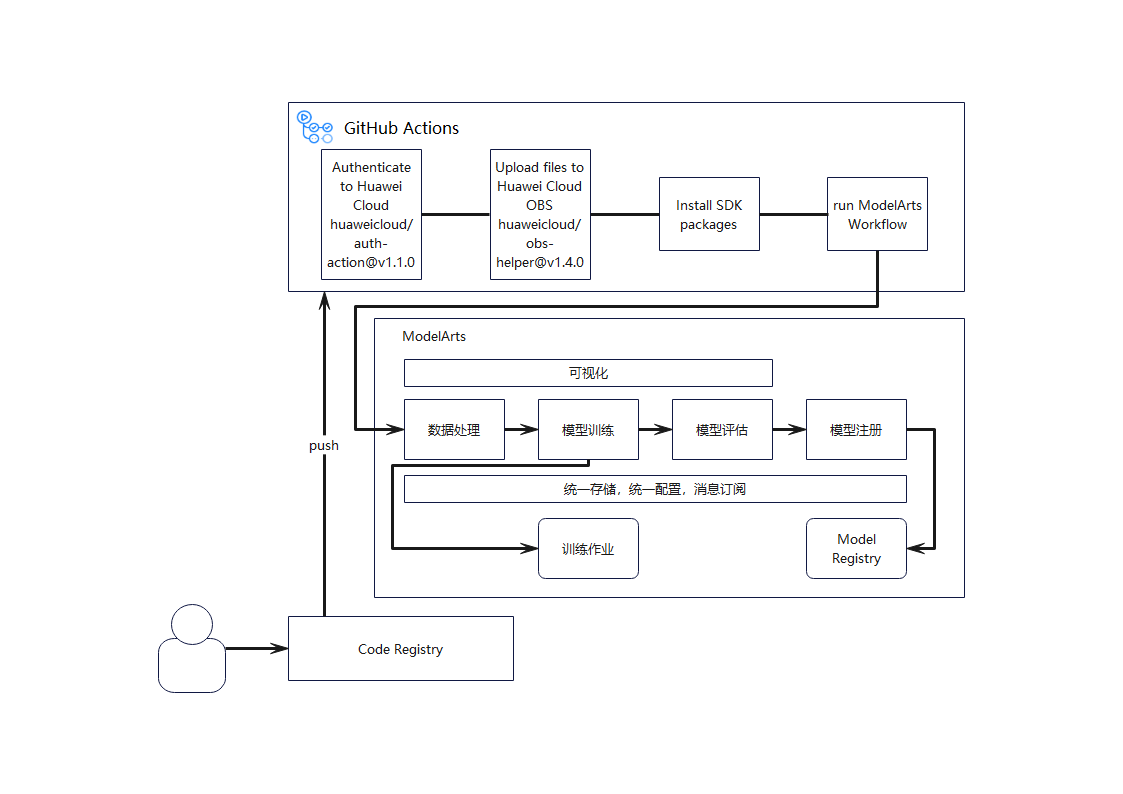 GitHub Actions
Authenticate
to Huawei
Cloud
huaweicloud/
auth-
action@v1.1.0
Upload files to
Huawei Cloud
OBS
huaweicloud/
obs-
helper@v1.4.0
Install SDK
packages
run ModelArts
Workflow
ModelArts
可视化
数据处理
模型训练
模型评估
模型注册
push
统一存储，统一配置，消息订阅
训练作业
Model
Registry
Code Registry